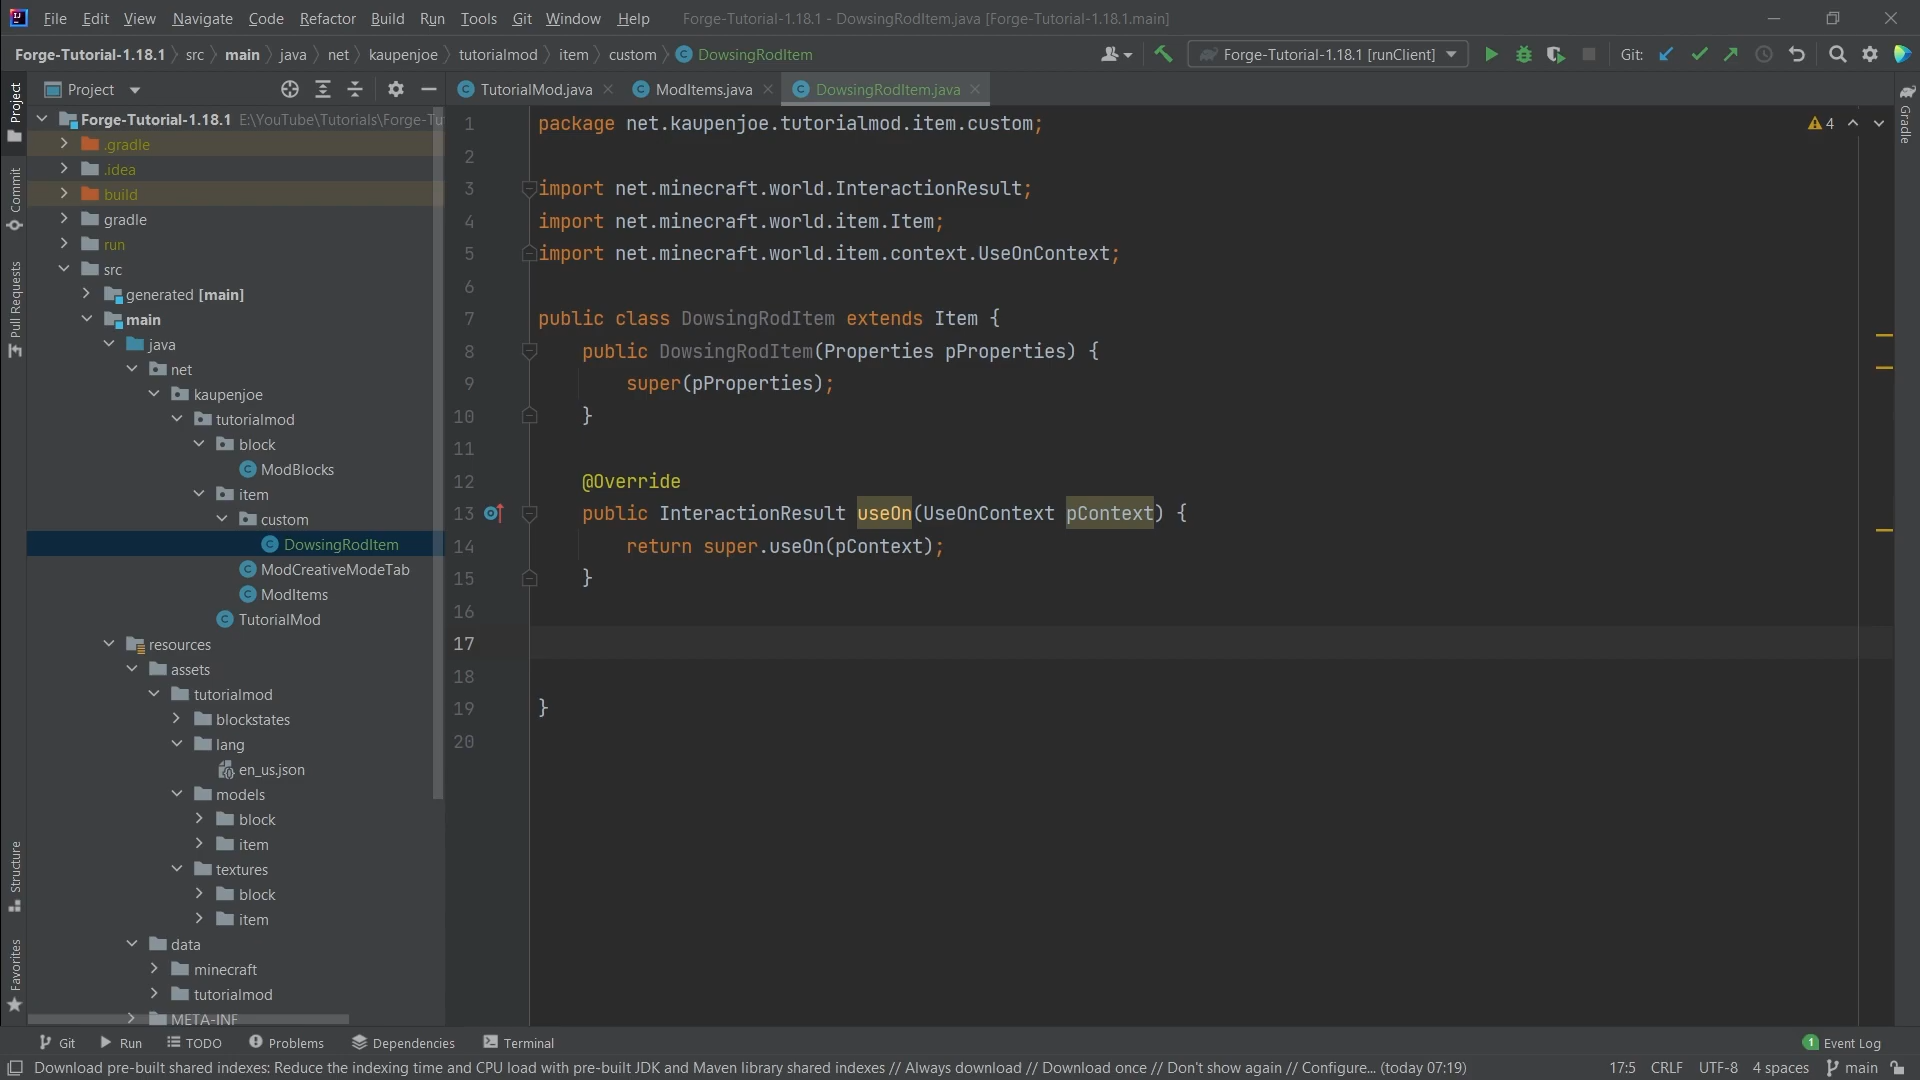 File Edit View Navigate Code Refactor Build Run Tools Git Window Help Forge-Tutorial-1.18.1 - DowsingRodItem.java [Forge-Tutorial-1.18.1.main]
Forge-Tutorial-1.18.1 src main java net kaupenjoe tutorialmod item custom DowsingRodItem Forge-Tutorial-1.18.1 [runClient] Git:
Project TutorialMod.java ModItems.java DowsingRodItem.java
Project
Commit
Pull Requests
Structure
Favorites
Forge-Tutorial-1.18.1 E:\YouTube\Tutorials\Forge-Tu
.gradle
.idea
build
gradle
run
src
generated [main]
main
java
net
kaupenjoe
tutorialmod
block
ModBlocks
item
custom
DowsingRodItem
ModCreativeModeTab
ModItems
TutorialMod
resources
assets
tutorialmod
blockstates
lang
en_us.json
models
block
item
textures
block
item
data
minecraft
tutorialmod
META-INF
1 package net.kaupenjoe.tutorialmod.item.custom;
2
3 import net.minecraft.world.InteractionResult;
4 import net.minecraft.world.item.Item;
5 import net.minecraft.world.item.context.UseOnContext;
6
7 public class DowsingRodItem extends Item {
8 public DowsingRodItem(Properties pProperties) {
9 super(pProperties);
10 }
11
12 @Override
13 public InteractionResult useOn(UseOnContext pContext) {
14 return super.useOn(pContext);
15 }
16
17
18
19 }
20
4
Gradle
Git Run TODO Problems Dependencies Terminal 1 Event Log
Download pre-built shared indexes: Reduce the indexing time and CPU load with pre-built JDK and Maven library shared indexes // Always download // Download once // Don't show again // Configure... (today 07:19) 17:5 CRLF UTF-8 4 spaces main